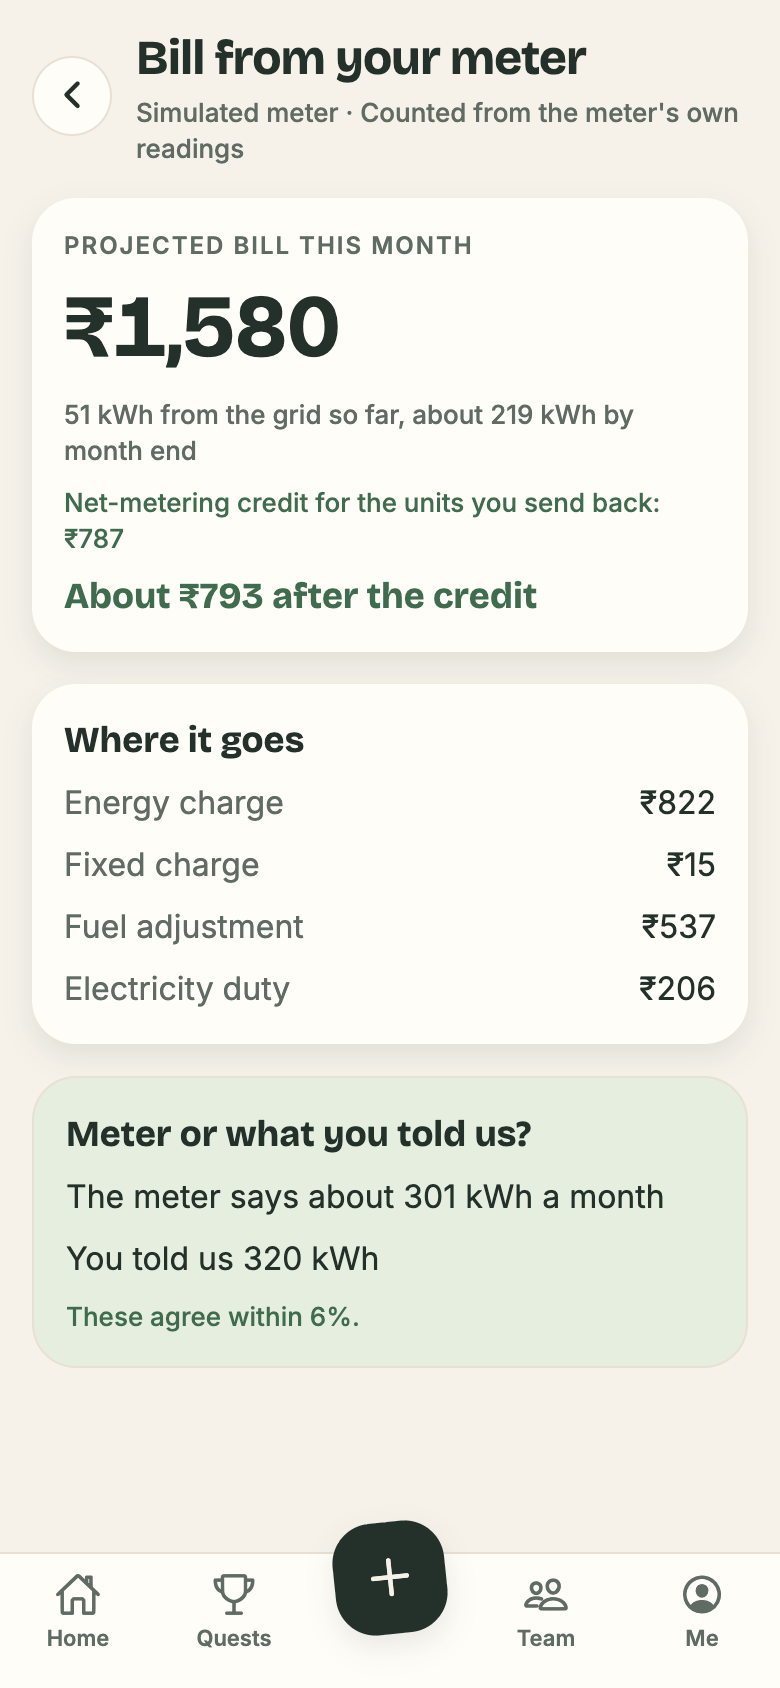 Bill from your meter
Simulated meter · Counted from the meter's own
readings
PROJECTED BILL THIS MONTH
₹1,580
51 kWh from the grid so far, about 219 kWh by
month end
Net-metering credit for the units you send back:
₹787
About ₹793 after the credit
Where it goes
Energy charge ₹822
Fixed charge ₹15
Fuel adjustment ₹537
Electricity duty ₹206
Meter or what you told us?
The meter says about 301 kWh a month
You told us 320 kWh
These agree within 6%.
Home Quests Team Me